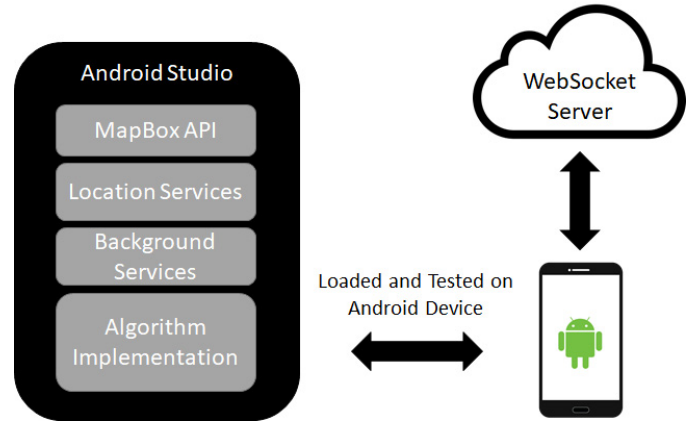 Android Studio
MapBox API
Location Services
Background
Services
Algorithm
Implementation
WebSocket
Server
Loaded and Tested on
Android Device